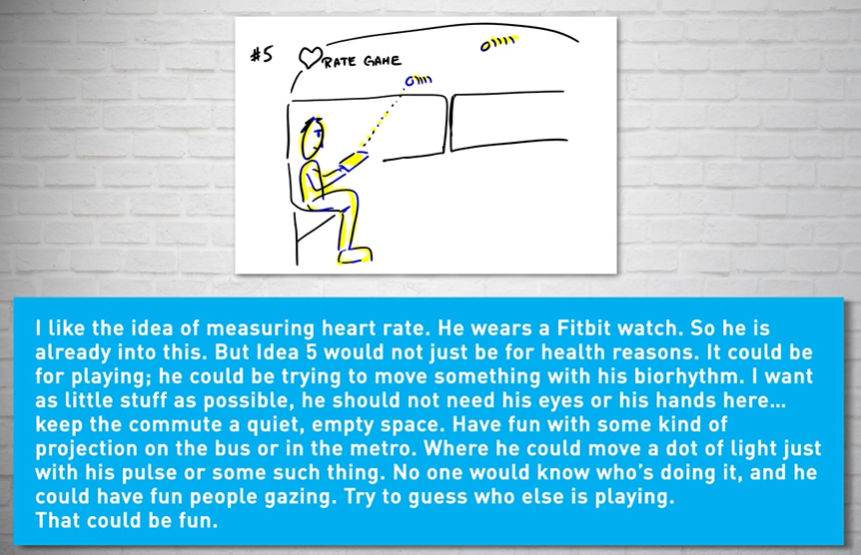 #5
♡ RATE GAME
I like the idea of measuring heart rate. He wears a Fitbit watch. So he is
already into this. But Idea 5 would not just be for health reasons. It could be
for playing; he could be trying to move something with his biorhythm. I want
as little stuff as possible, he should not need his eyes or his hands here...
keep the commute a quiet, empty space. Have fun with some kind of
projection on the bus or in the metro. Where he could move a dot of light just
with his pulse or some such thing. No one would know who's doing it, and he
could have fun people gazing. Try to guess who else is playing.
That could be fun.